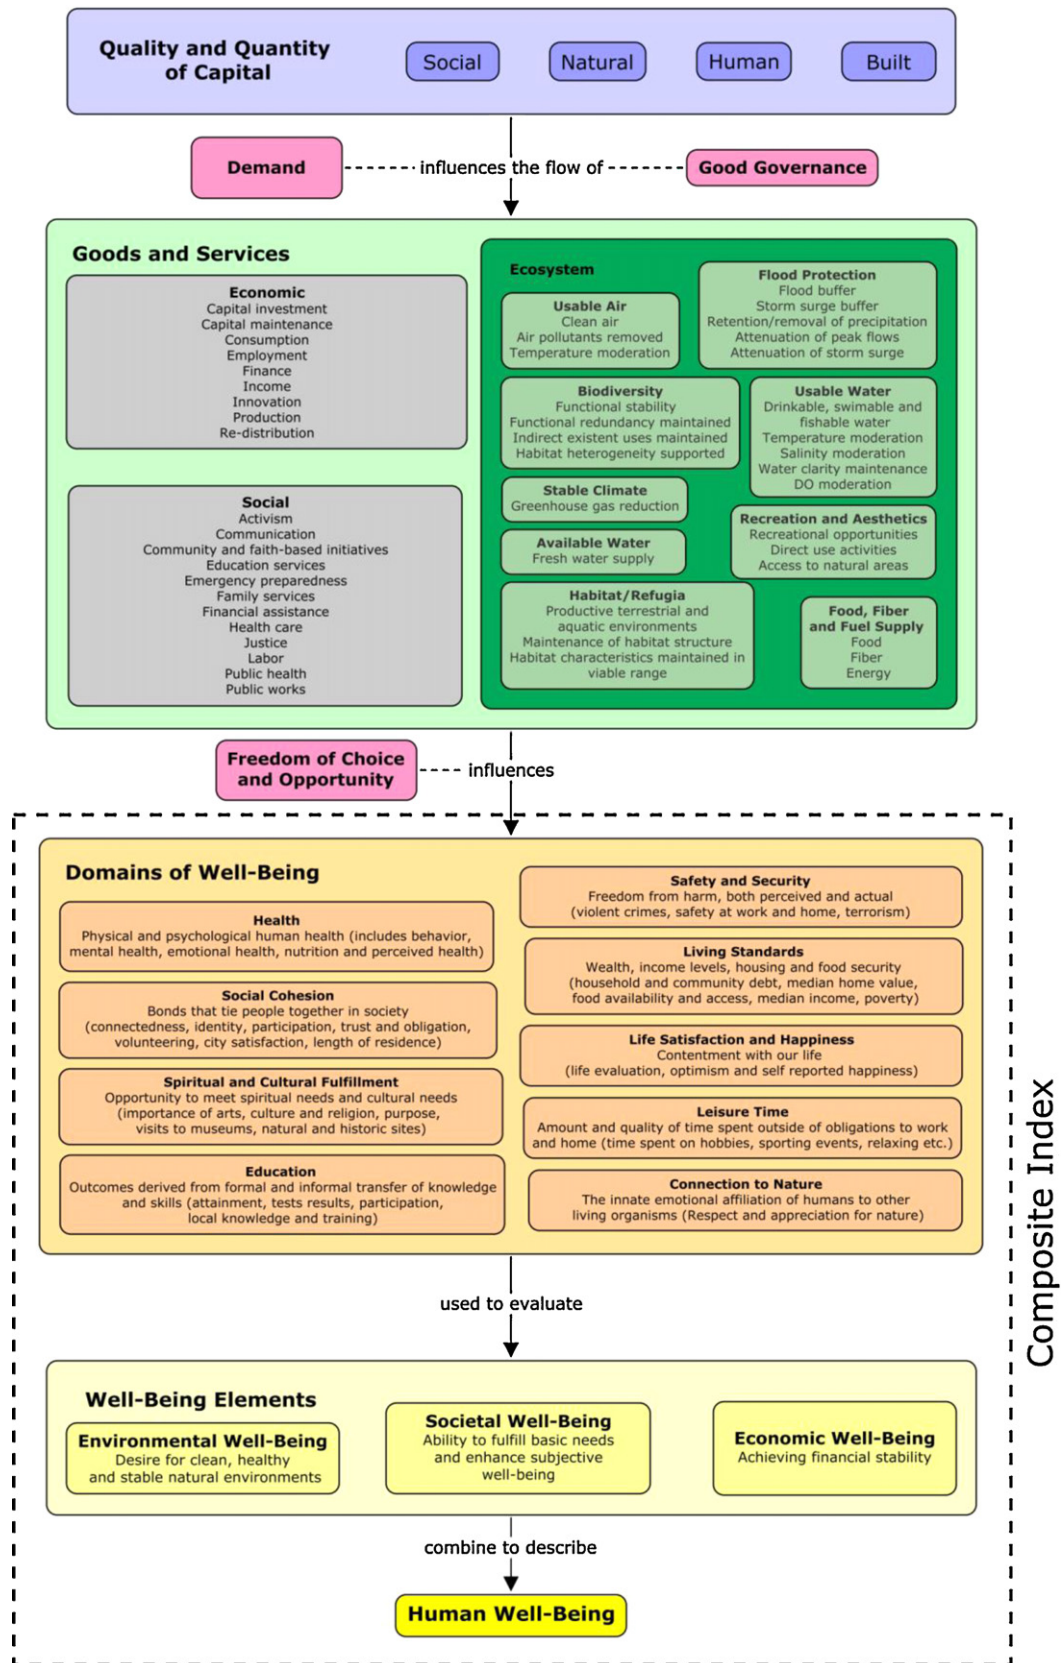 Quality and Quantity
of Capital
Social
Natural
Human
Built
Demand
influences the flow of
Good Governance
Goods and Services
Economic
Capital investment
Capital maintenance
Consumption
Employment
Finance
Income
Innovation
Production
Re-distribution
Social
Activism
Communication
Community and faith-based initiatives
Education services
Emergency preparedness
Family services
Financial assistance
Health care
Justice
Labor
Public health
Public works
Ecosystem
Usable Air
Clean air
Air pollutants removed
Temperature moderation
Flood Protection
Flood buffer
Storm surge buffer
Retention/removal of precipitation
Attenuation of peak flows
Attenuation of storm surge
Biodiversity
Functional stability
Functional redundancy maintained
Indirect existent uses maintained
Habitat heterogeneity supported
Usable Water
Drinkable, swimable and
fishable water
Temperature moderation
Salinity moderation
Water clarity maintenance
DO moderation
Stable Climate
Greenhouse gas reduction
Available Water
Fresh water supply
Recreation and Aesthetics
Recreational opportunities
Direct use activities
Access to natural areas
Habitat/Refugia
Productive terrestrial and
aquatic environments
Maintenance of habitat structure
Habitat characteristics maintained in
viable range
Food, Fiber
and Fuel Supply
Food
Fiber
Energy
Freedom of Choice
and Opportunity
influences
Domains of Well-Being
Health
Physical and psychological human health (includes behavior,
mental health, emotional health, nutrition and perceived health)
Social Cohesion
Bonds that tie people together in society
(connectedness, identity, participation, trust and obligation,
volunteering, city satisfaction, length of residence)
Spiritual and Cultural Fulfillment
Opportunity to meet spiritual needs and cultural needs
(importance of arts, culture and religion, purpose,
visits to museums, natural and historic sites)
Education
Outcomes derived from formal and informal transfer of knowledge
and skills (attainment, tests results, participation,
local knowledge and training)
Safety and Security
Freedom from harm, both perceived and actual
(violent crimes, safety at work and home, terrorism)
Living Standards
Wealth, income levels, housing and food security
(household and community debt, median home value,
food availability and access, median income, poverty)
Life Satisfaction and Happiness
Contentment with our life
(life evaluation, optimism and self reported happiness)
Leisure Time
Amount and quality of time spent outside of obligations to work
and home (time spent on hobbies, sporting events, relaxing etc.)
Connection to Nature
The innate emotional affiliation of humans to other
living organisms (Respect and appreciation for nature)
Composite Index
used to evaluate
Well-Being Elements
Environmental Well-Being
Desire for clean, healthy
and stable natural environments
Societal Well-Being
Ability to fulfill basic needs
and enhance subjective
well-being
Economic Well-Being
Achieving financial stability
combine to describe
Human Well-Being